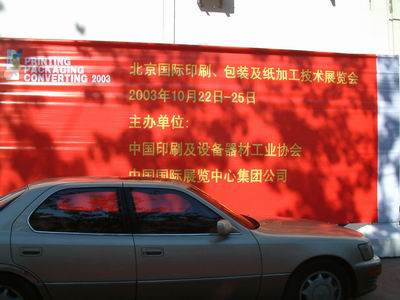 PRINTING
PACKAGING
CONVERTING 2003
北京国际印刷、包装及纸加工技术展览会
2003年10月22日-25日
主办单位:
中国印刷及设备器材工业协会
中国国际展览中心集团公司